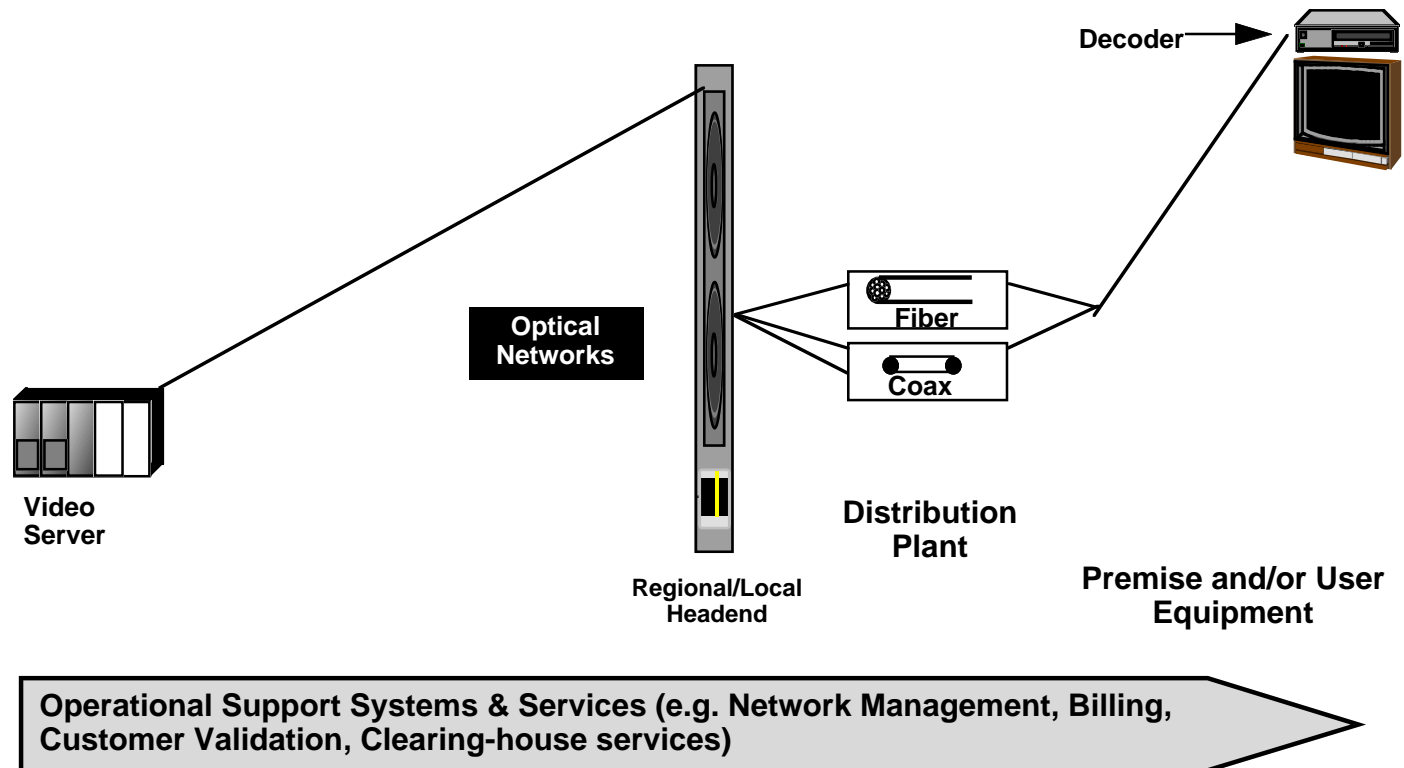 Decoder
Optical
Networks
Fiber
Coax
Video
Server
Distribution
Plant
Regional/Local
Headend
Premise and/or User
Equipment
Operational Support Systems & Services (e.g. Network Management, Billing,
Customer Validation, Clearing-house services)